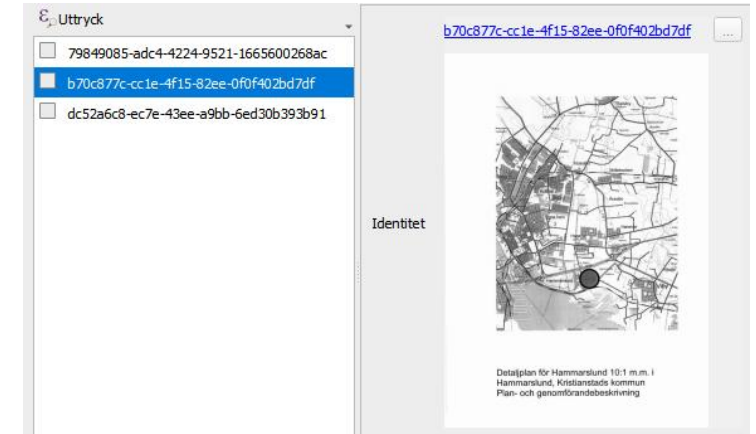 Uttryck
79849085-adc4-4224-9521-1665600268ac
b70c877c-cc1e-4f15-82ee-0f0f402bd7df
dc52a6c8-ec7e-43ee-a9bb-6ed30b393b91
b70c877c-cc1e-4f15-82ee-0f0f402bd7df
...
Identitet
Detaljplan för Hammarslund 10:1 m.m. i
Hammarslund, Kristianstads kommun
Plan- och genomförandebeskrivning